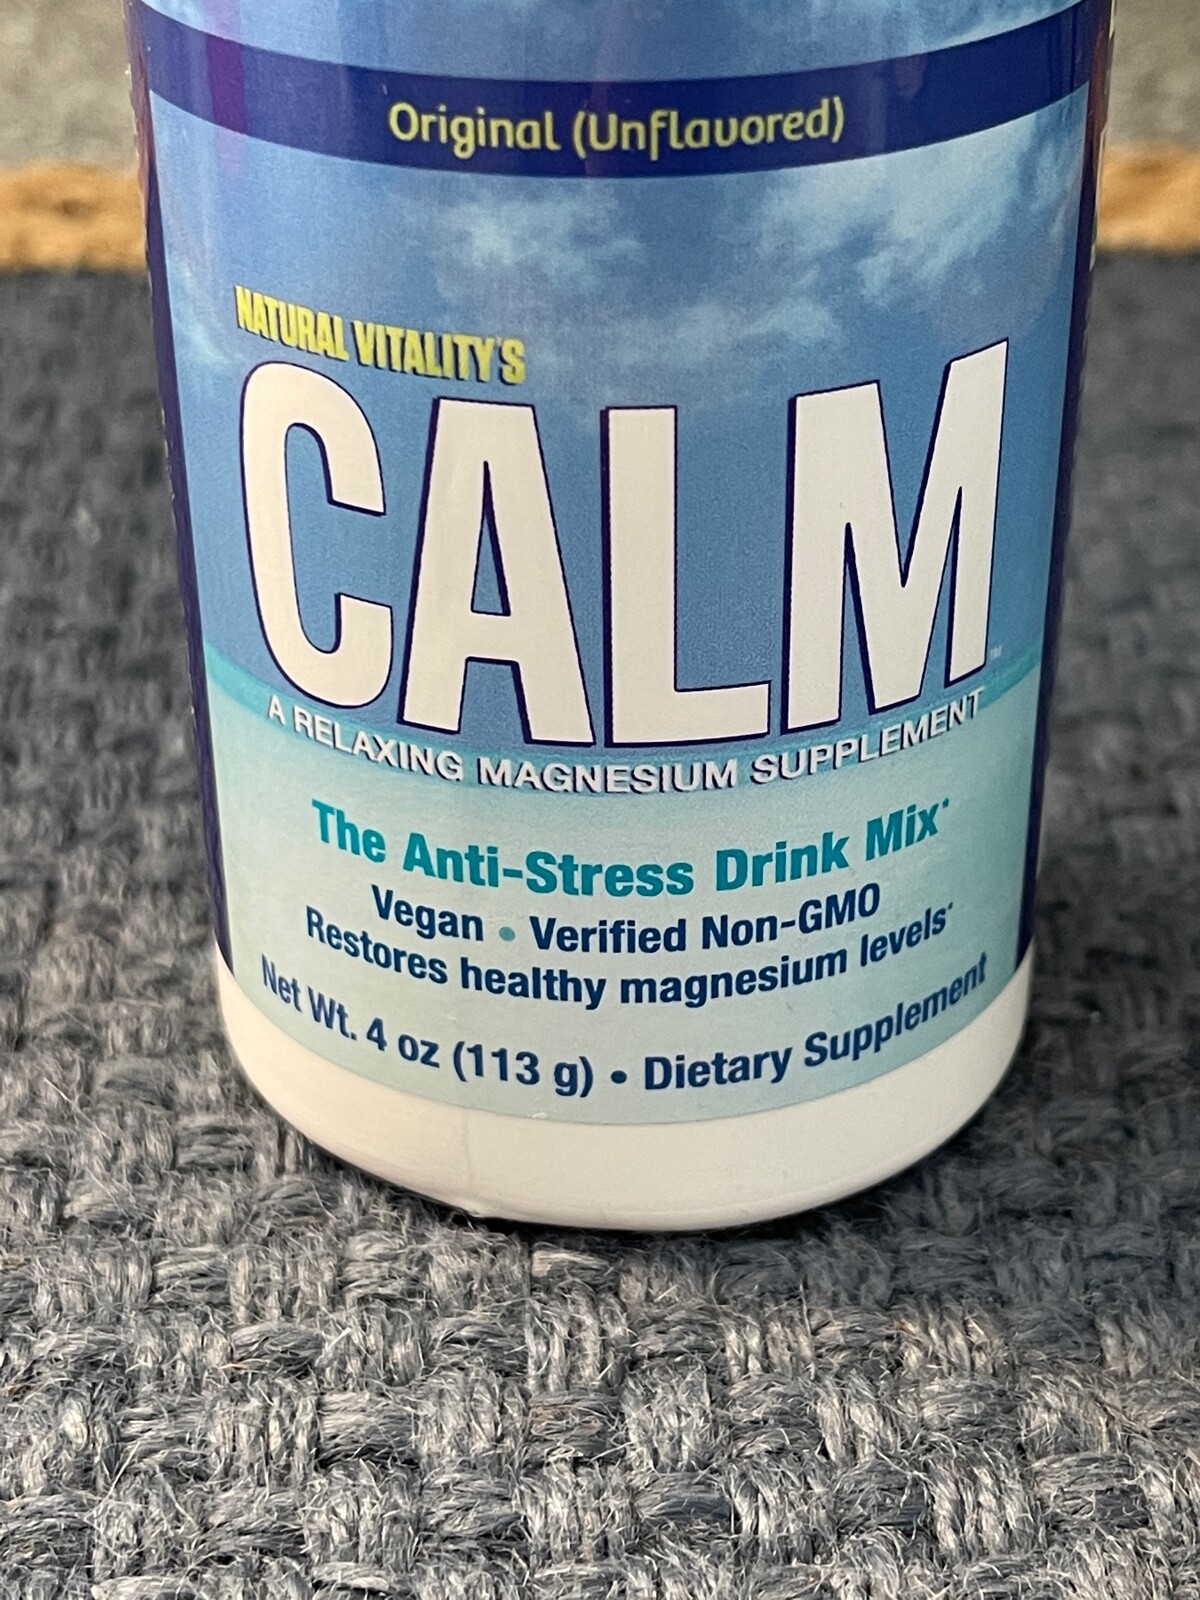 Original (Unflavored)
NATURAL VITALITY'S
CALM™
A RELAXING MAGNESIUM SUPPLEMENT
The Anti-Stress Drink Mix*
Vegan • Verified Non-GMO
Restores healthy magnesium levels*
Net Wt. 4 oz (113 g) • Dietary Supplement